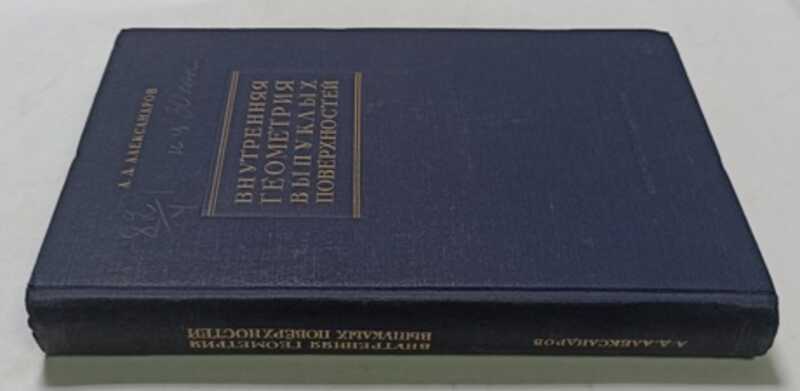 А. Д. АЛЕКСАНДРОВ
ВНУТРЕННЯЯ
ГЕОМЕТРИЯ
ВЫПУКЛЫХ
ПОВЕРХНОСТЕЙ
А. Д. АЛЕКСАНДРОВ
ВНУТРЕННЯЯ ГЕОМЕТРИЯ
ВЫПУКЛЫХ ПОВЕРХНОСТЕЙ